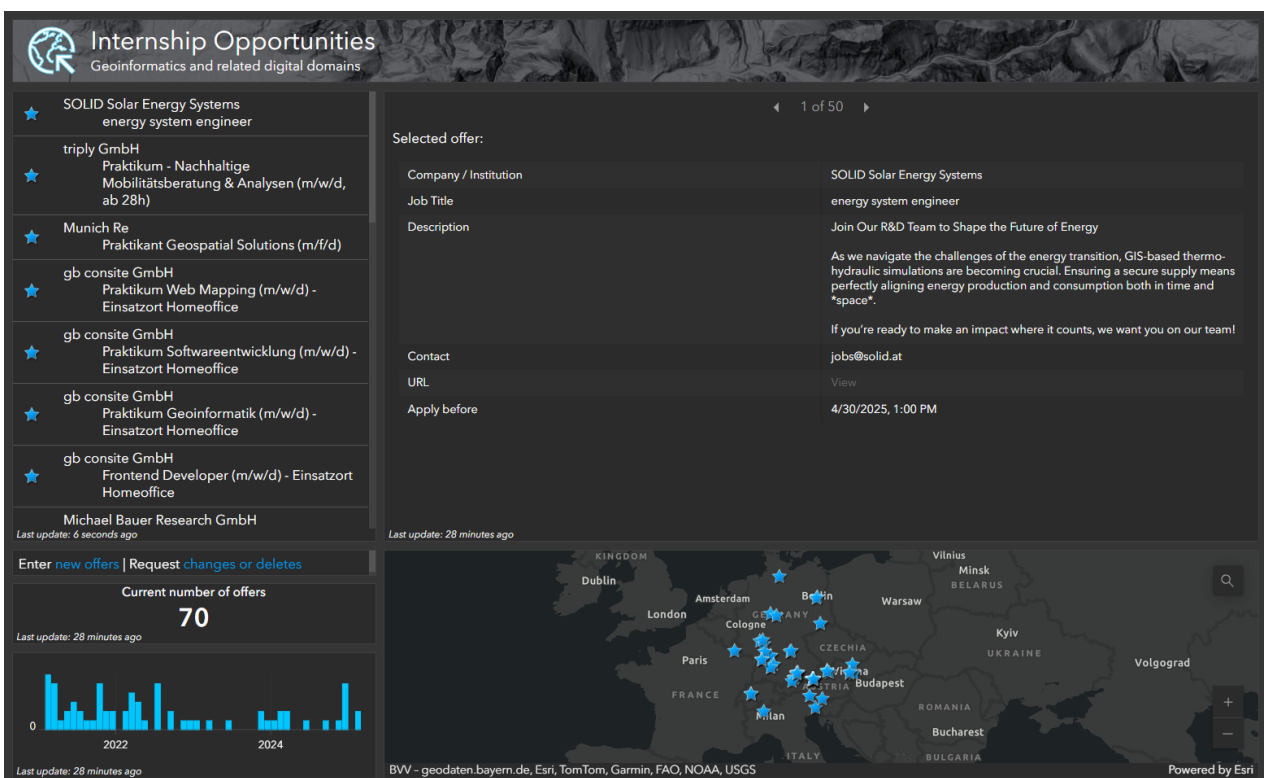 Internship Opportunities
Geoinformatics and related digital domains
SOLID Solar Energy Systems
energy system engineer
triply GmbH
Praktikum - Nachhaltige
Mobilitätsberatung & Analysen (m/w/d,
ab 28h)
Munich Re
Praktikant Geospatial Solutions (m/f/d)
gb consite GmbH
Praktikum Web Mapping (m/w/d) -
Einsatzort Homeoffice
gb consite GmbH
Praktikum Softwareentwicklung (m/w/d) -
Einsatzort Homeoffice
gb consite GmbH
Praktikum Geoinformatik (m/w/d) -
Einsatzort Homeoffice
gb consite GmbH
Frontend Developer (m/w/d) - Einsatzort
Homeoffice
Michael Bauer Research GmbH
Last update: 6 seconds ago
1 of 50
Selected offer:
Company / Institution SOLID Solar Energy Systems
Job Title energy system engineer
Description Join Our R&D Team to Shape the Future of Energy
As we navigate the challenges of the energy transition, GIS-based thermo-
hydraulic simulations are becoming crucial. Ensuring a secure supply means
perfectly aligning energy production and consumption both in time and
*space*.
If you're ready to make an impact where it counts, we want you on our team!
Contact jobs@solid.at
URL View
Apply before 4/30/2025, 1:00 PM
Last update: 28 minutes ago
Enter new offers | Request changes or deletes
Current number of offers
70
Last update: 28 minutes ago
0
2022 2024
Last update: 28 minutes ago
KINGDOM
Vilnius
Dublin
Minsk
BELARUS
Amsterdam
Warsaw
London
Cologne
Kyiv
CZECHIA
UKRAINE
Paris
Volgograd
Budapest
FRANCE
ROMANIA
Milan
Bucharest
ITALY
BULGARIA
BVV - geodaten.bayern.de, Esri, TomTom, Garmin, FAO, NOAA, USGS
Powered by Esri